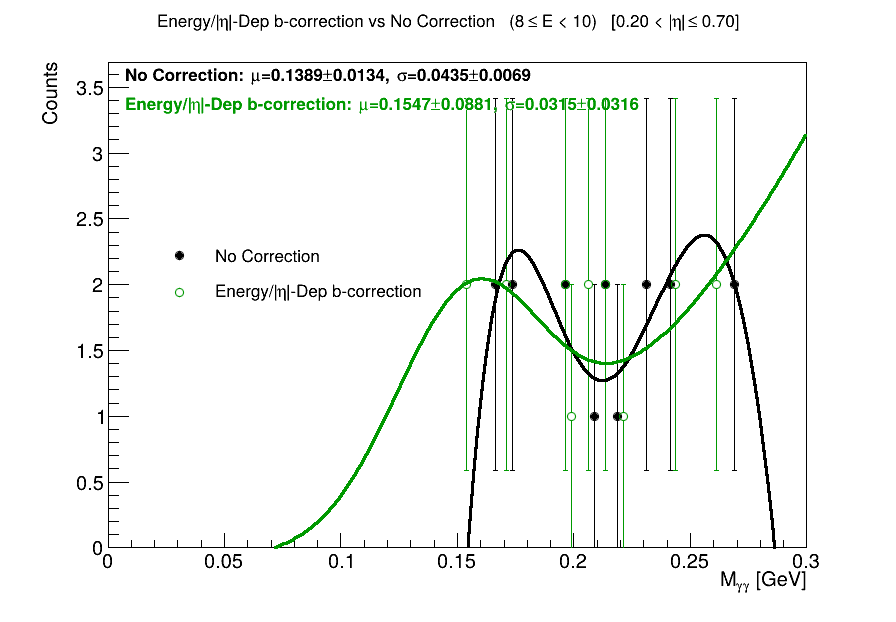 Energy/|η|-Dep b-correction vs No Correction (8 ≤ E < 10) [0.20 < |η| ≤ 0.70]
Counts
No Correction: μ=0.1389±0.0134, σ=0.0435±0.0069
Energy/|η|-Dep b-correction: μ=0.1547±0.0881, σ=0.0315±0.0316
3.5
3
2.5
2
1.5
1
0.5
0
No Correction
Energy/|η|-Dep b-correction
0 0.05 0.1 0.15 0.2 0.25 0.3
Mγγ [GeV]